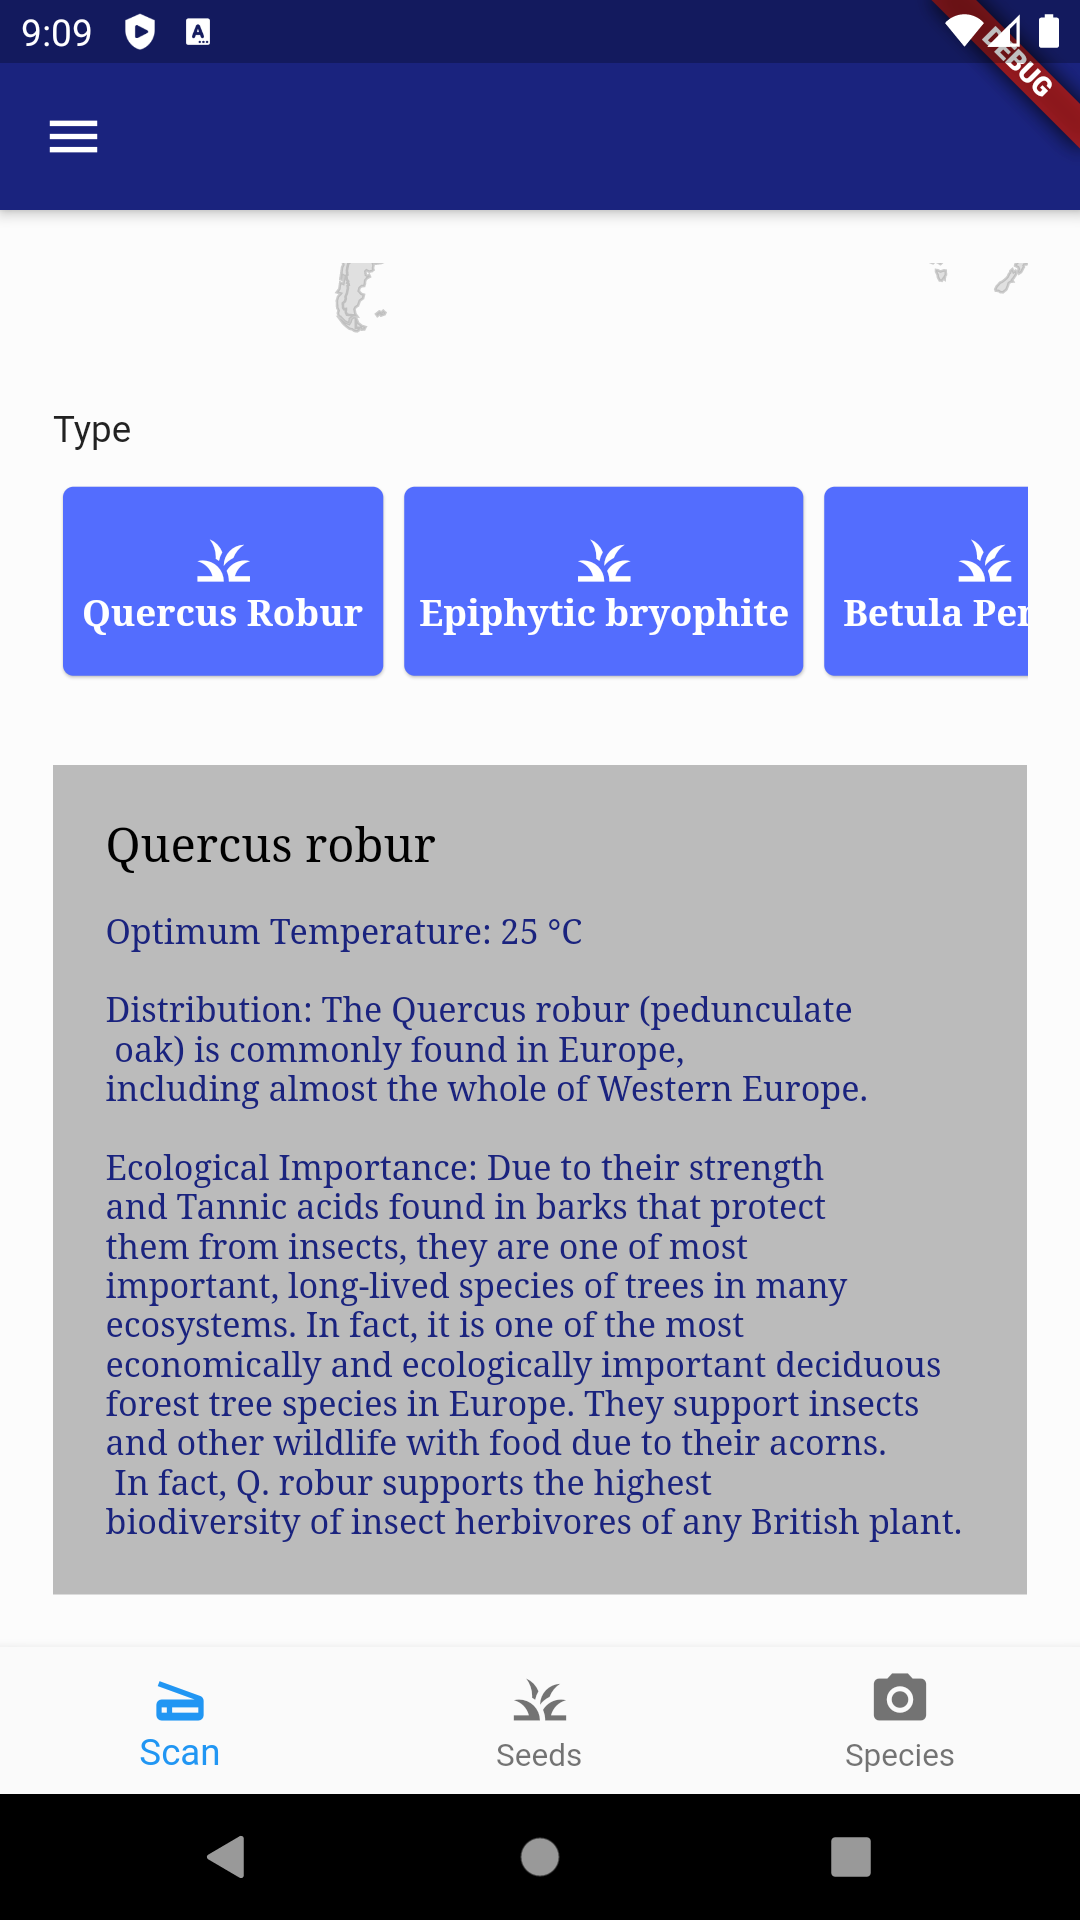 9:09
DEBUG
Type
Quercus Robur
Epiphytic bryophite
Betula
Quercus robur
Optimum Temperature: 25 °C
Distribution: The Quercus robur (pedunculate
oak) is commonly found in Europe,
including almost the whole of Western Europe.
Ecological Importance: Due to their strength
and Tannic acids found in barks that protect
them from insects, they are one of most
important, long-lived species of trees in many
ecosystems. In fact, it is one of the most
economically and ecologically important deciduous
forest tree species in Europe. They support insects
and other wildlife with food due to their acorns.
In fact, Q. robur supports the highest
biodiversity of insect herbivores of any British plant.
Scan
Seeds
Species